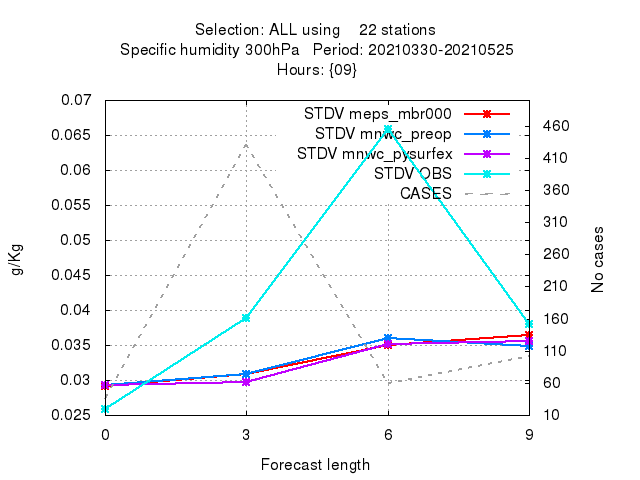 Selection: ALL using 22 stations
Specific humidity 300hPa Period: 20210330-20210525
Hours: {09}
STDV meps_mbr000
STDV mnwc_preop
STDV mnwc_pysurfex
STDV OBS
CASES
0.07
0.065
0.06
0.055
0.05
0.045
0.04
0.035
0.03
0.025
g/Kg
460
410
360
310
260
210
160
110
60
10
No cases
0 3 6 9
Forecast length